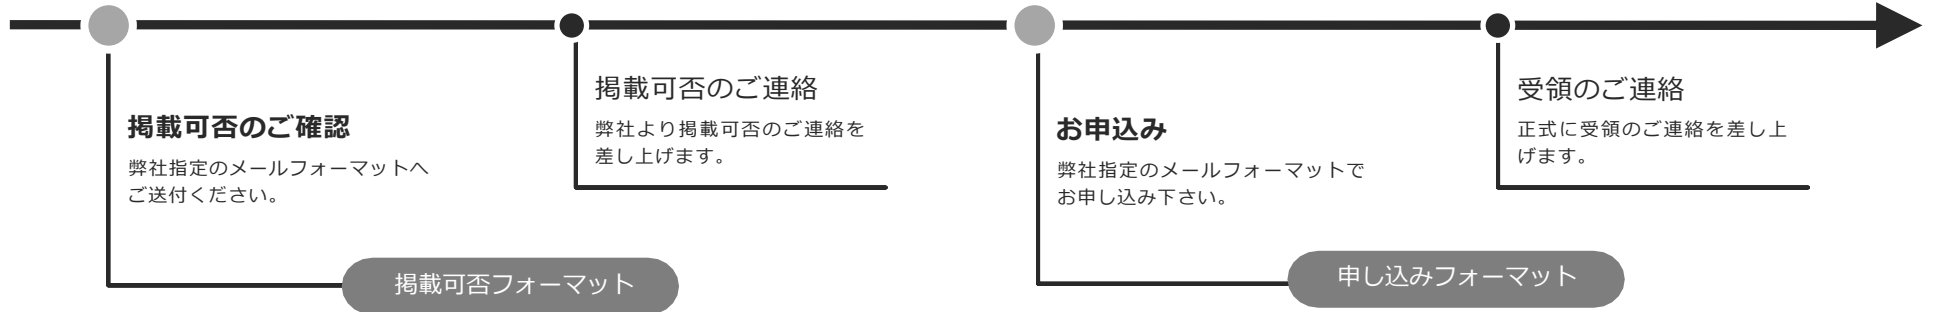 掲載可否のご確認
弊社指定のメールフォーマットへ
ご送付ください。
掲載可否フォーマット
掲載可否のご連絡
弊社より掲載可否のご連絡を
差し上げます。
お申込み
弊社指定のメールフォーマットで
お申し込み下さい。
申し込みフォーマット
受領のご連絡
正式に受領のご連絡を差し上
げます。